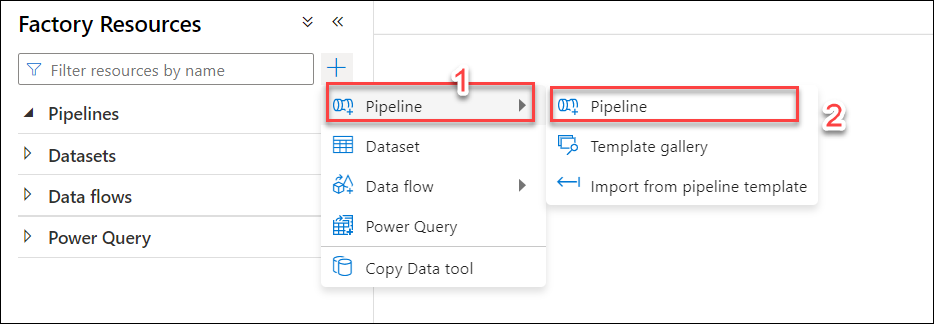 Factory Resources
Filter resources by name
Pipelines
Datasets
Data flows
Power Query
1
Pipeline
Dataset
Data flow
Power Query
Copy Data tool
2
Pipeline
Template gallery
Import from pipeline template